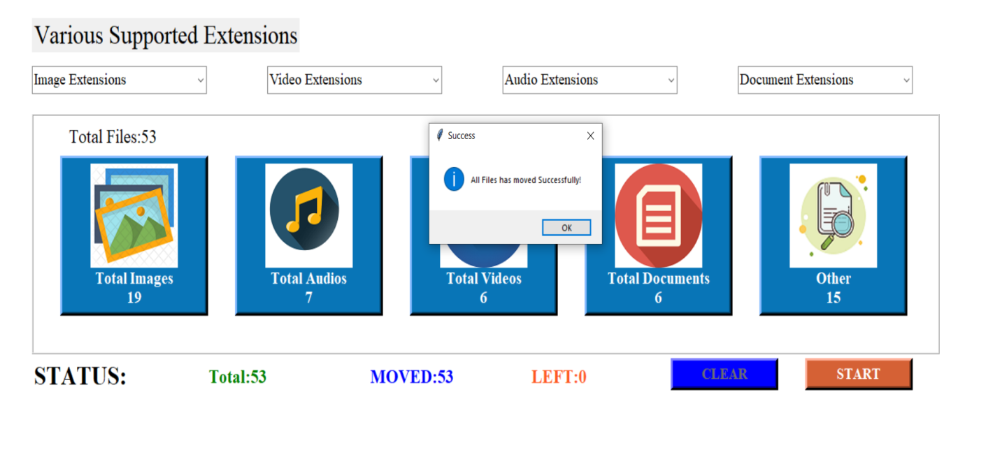 Various Supported Extensions
Image Extensions
Video Extensions
Audio Extensions
Document Extensions
Total Files:53
Success
All Files has moved Successfully!
OK
Total Images
19
Total Audios
7
Total Videos
6
Total Documents
6
Other
15
STATUS:
Total:53
MOVED:53
LEFT:0
CLEAR
START